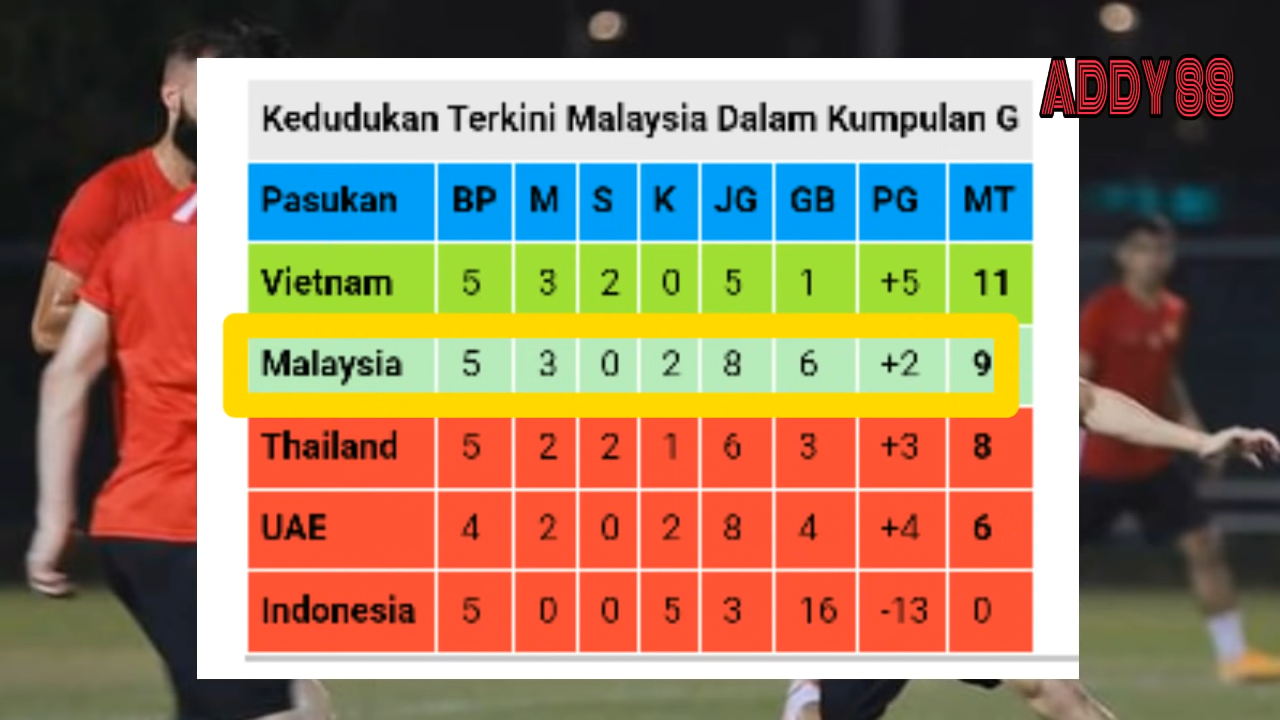 ADDY88
Kedudukan Terkini Malaysia Dalam Kumpulan G
Pasukan BP M S K JG GB PG MT
Vietnam 5 3 2 0 5 1 +5 11
Malaysia 5 3 0 2 8 6 +2 9
Thailand 5 2 2 1 6 3 +3 8
UAE 4 2 0 2 8 4 +4 6
Indonesia 5 0 0 5 3 16 -13 0